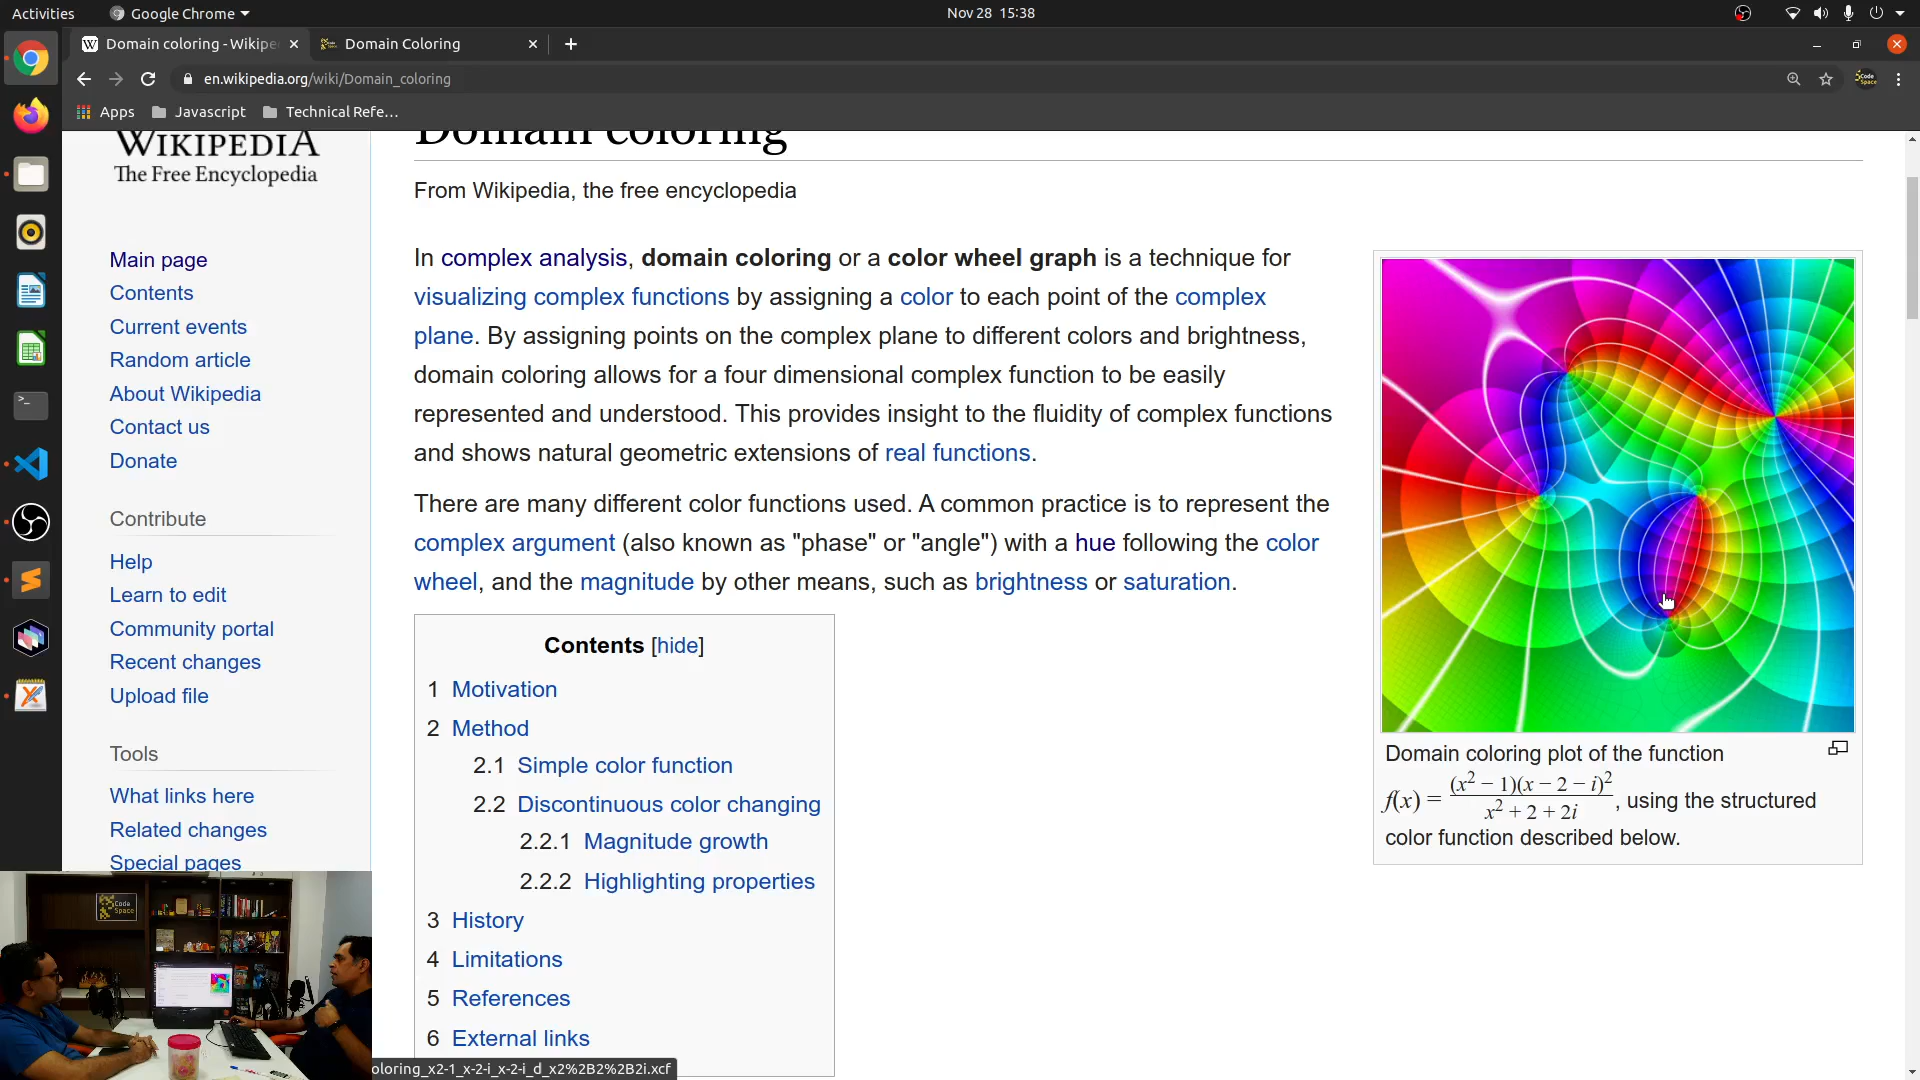 Activities
Google Chrome
Nov 28 15:38
Domain coloring - Wikipe
Domain Coloring
en.wikipedia.org/wiki/Domain_coloring
Code Space
Apps
Javascript
Technical Refe…
WIKIPEDIA
The Free Encyclopedia
Main page
Contents
Current events
Random article
About Wikipedia
Contact us
Donate
Contribute
Help
Learn to edit
Community portal
Recent changes
Upload file
Tools
What links here
Related changes
Special pages
Domain coloring
From Wikipedia, the free encyclopedia
In complex analysis, domain coloring or a color wheel graph is a technique for
visualizing complex functions by assigning a color to each point of the complex
plane. By assigning points on the complex plane to different colors and brightness,
domain coloring allows for a four dimensional complex function to be easily
represented and understood. This provides insight to the fluidity of complex functions
and shows natural geometric extensions of real functions.
There are many different color functions used. A common practice is to represent the
complex argument (also known as "phase" or "angle") with a hue following the color
wheel, and the magnitude by other means, such as brightness or saturation.
Contents [hide]
1 Motivation
2 Method
2.1 Simple color function
2.2 Discontinuous color changing
2.2.1 Magnitude growth
2.2.2 Highlighting properties
3 History
4 Limitations
5 References
6 External links
Domain coloring plot of the function
f(x) = (x² − 1)(x − 2 − i)² / x² + 2 + 2i, using the structured
color function described below.
Code Space
oloring_x2-1_x-2-i_x-2-i_d_x2%2B2%2B2i.xcf